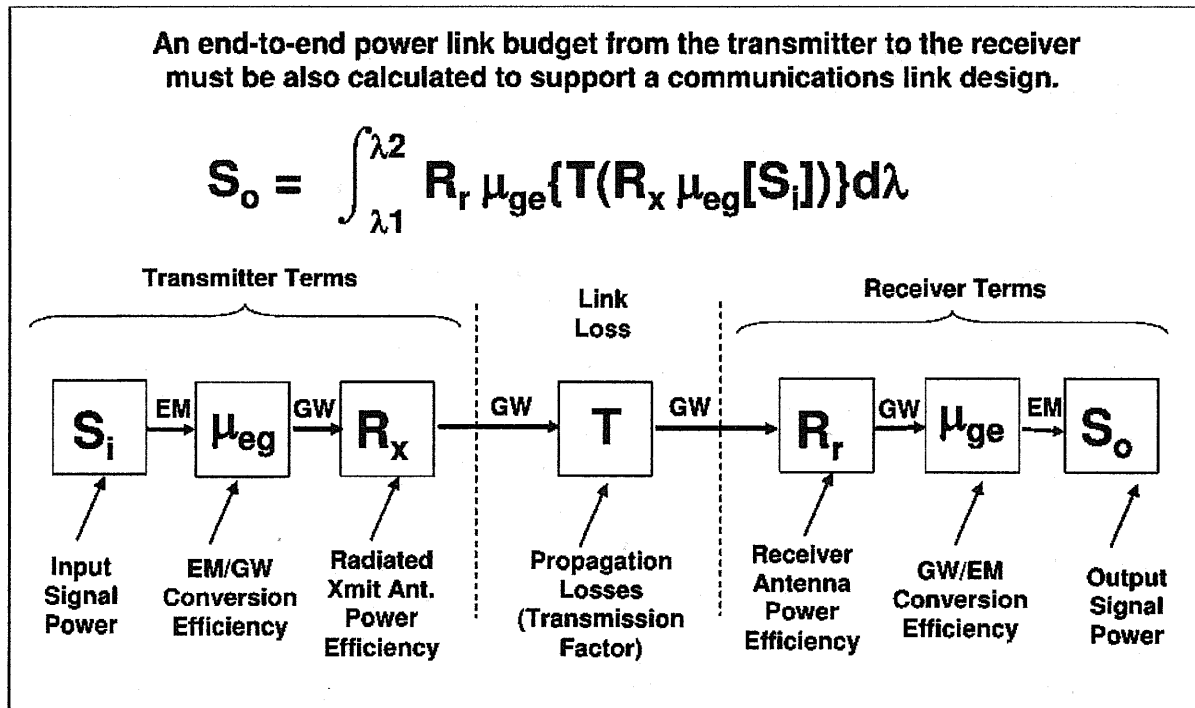 An end-to-end power link budget from the transmitter to the receiver
must be also calculated to support a communications link design.
S_o = ∫_{λ1}^{λ2} R_r μ_ge{T(R_x μ_eg[S_i])}dλ
Transmitter Terms
Link
Loss
Receiver Terms
S_i
EM
μ_eg
GW
R_x
GW
T
GW
R_r
GW
μ_ge
EM
S_o
Input
Signal
Power
EM/GW
Conversion
Efficiency
Radiated
Xmit Ant.
Power
Efficiency
Propagation
Losses
(Transmission
Factor)
Receiver
Antenna
Power
Efficiency
GW/EM
Conversion
Efficiency
Output
Signal
Power